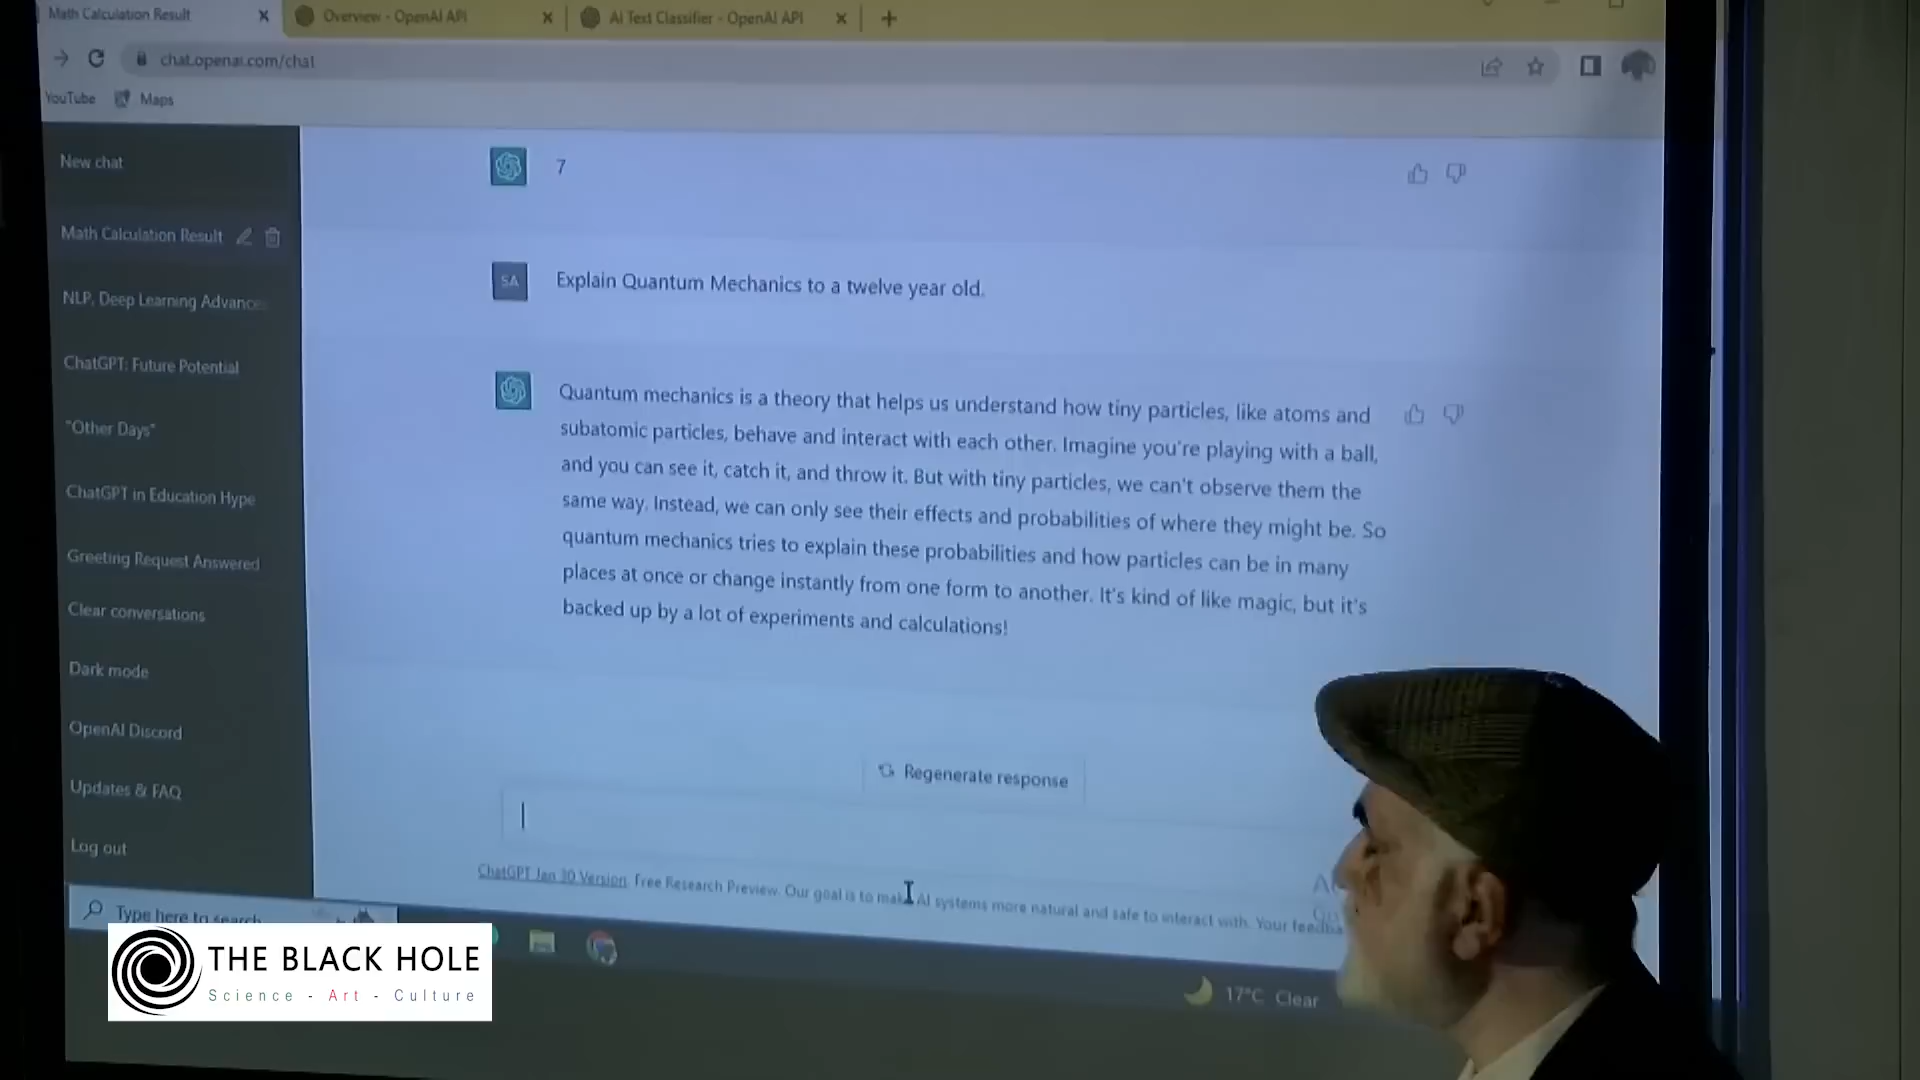 Math Calculation Result
Overview - OpenAI API
AI Text Classifier - OpenAI API
chat.openai.com/chat
YouTube
Maps
New chat
Math Calculation Result
NLP, Deep Learning Advance
ChatGPT: Future Potential
"Other Days"
ChatGPT in Education Hype
Greeting Request Answered
Clear conversations
Dark mode
OpenAI Discord
Updates & FAQ
Log out
7
SA
Explain Quantum Mechanics to a twelve year old.
Quantum mechanics is a theory that helps us understand how tiny particles, like atoms and
subatomic particles, behave and interact with each other. Imagine you're playing with a ball,
and you can see it, catch it, and throw it. But with tiny particles, we can't observe them the
same way. Instead, we can only see their effects and probabilities of where they might be. So
quantum mechanics tries to explain these probabilities and how particles can be in many
places at once or change instantly from one form to another. It's kind of like magic, but it's
backed up by a lot of experiments and calculations!
Regenerate response
ChatGPT Jan 30 Version. Free Research Preview. Our goal is to make AI systems more natural and safe to interact with. Your
Type here to search
17°C Clear
THE BLACK HOLE
Science - Art - Culture